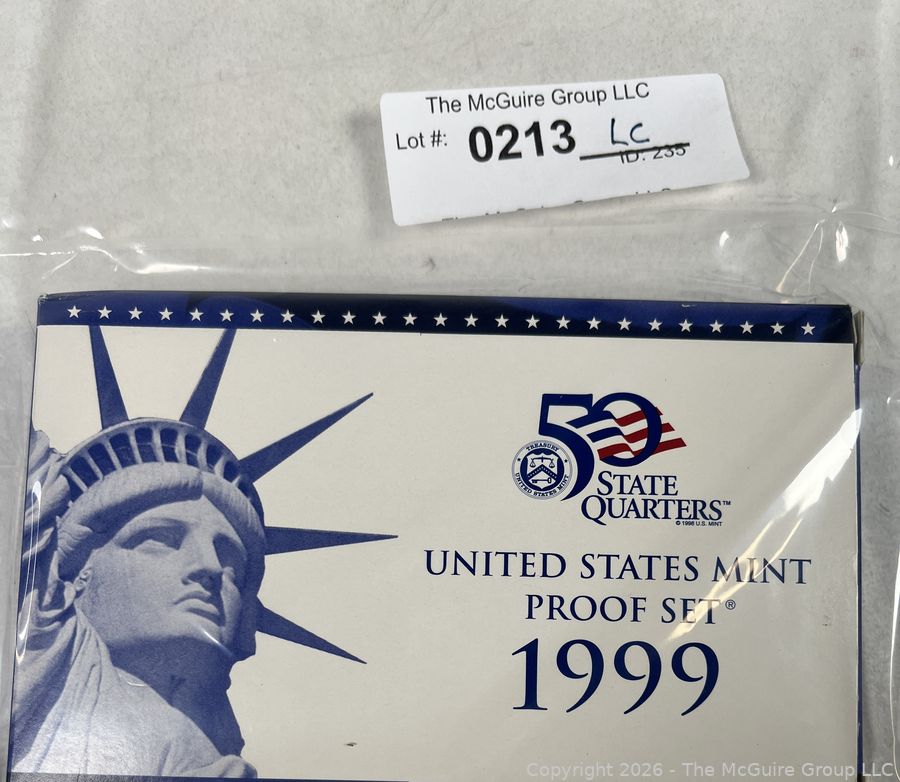 The McGuire Group LLC
Lot #: 0213 LC
ID: 235
50
TREASURY
UNITED STATES MINT
STATE
QUARTERS™
© 1998 U.S. MINT
UNITED STATES MINT
PROOF SET®
1999
Copyright 2026 - The McGuire Group LLC